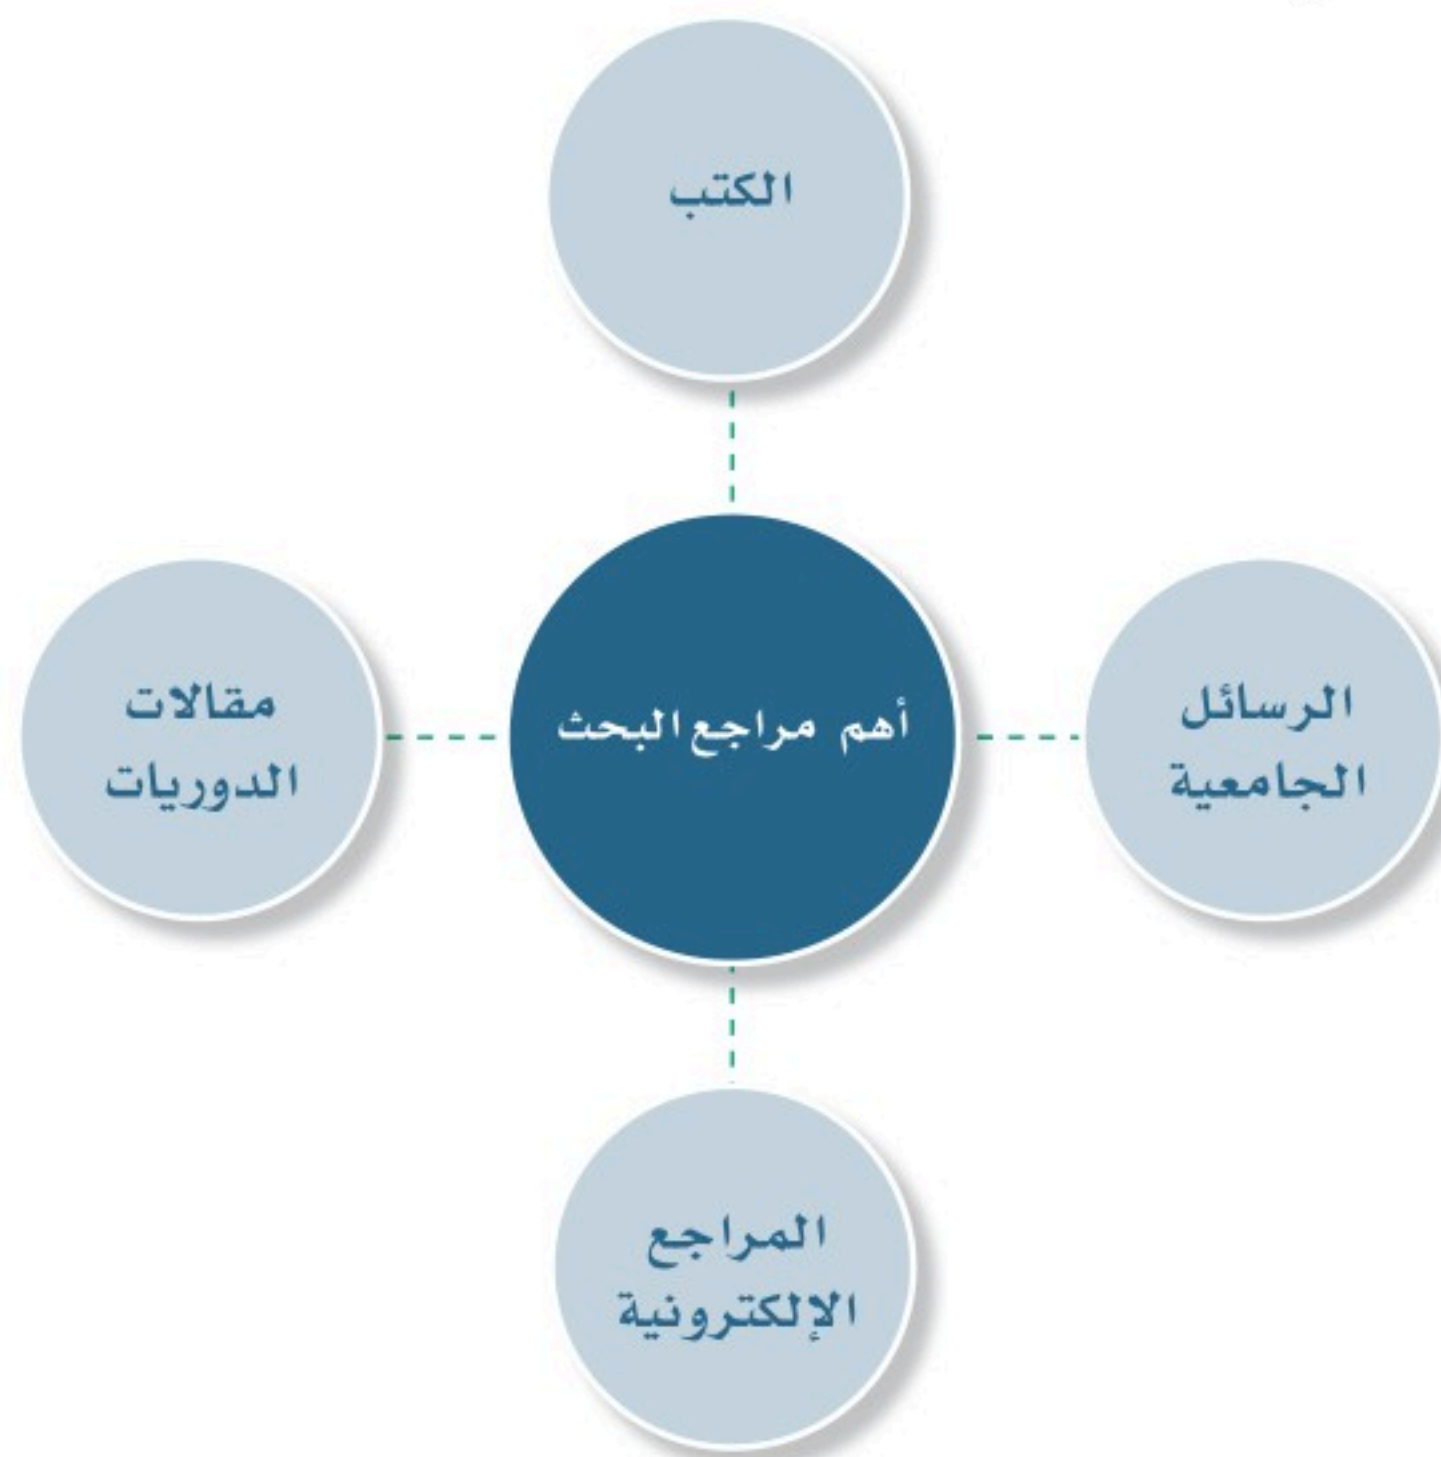 الكتب
أهم مراجع البحث
الرسائل
الجامعية
مقالات
الدوريات
المراجع
الإلكترونية